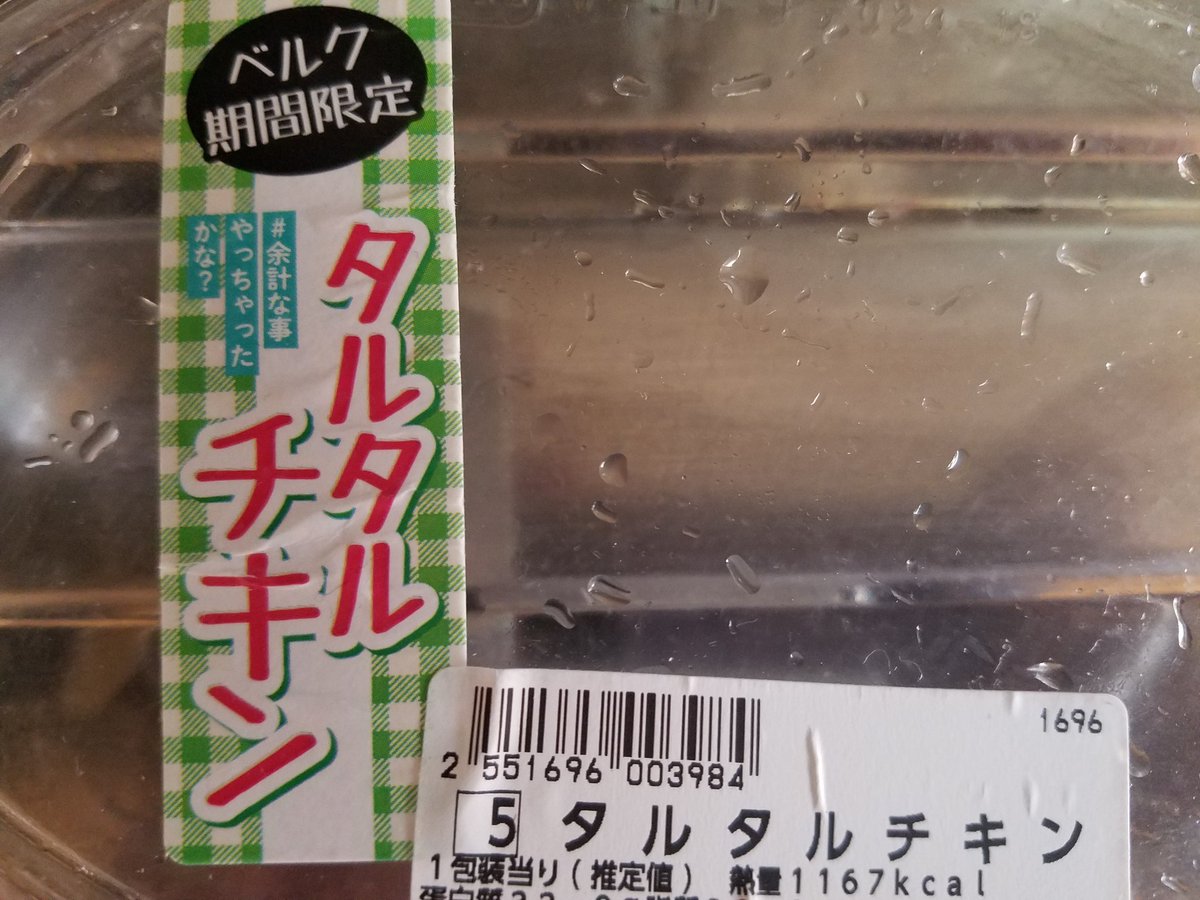 ベルク
期間限定
#余計な事
やっちゃった
かな？
タルタル
チキン
1696
2 551696 003984
5 タルタルチキン
1包装当り(推定値) 熱量1167kcal